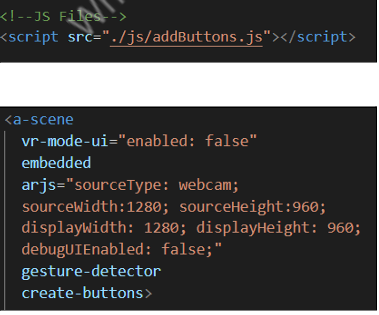 <!--JS Files-->
<script src="./js/addButtons.js"></script>
<a-scene
vr-mode-ui="enabled: false"
embedded
arjs="sourceType: webcam;
sourceWidth:1280; sourceHeight:960;
displayWidth: 1280; displayHeight: 960;
debugUIEnabled: false;"
gesture-detector
create-buttons>